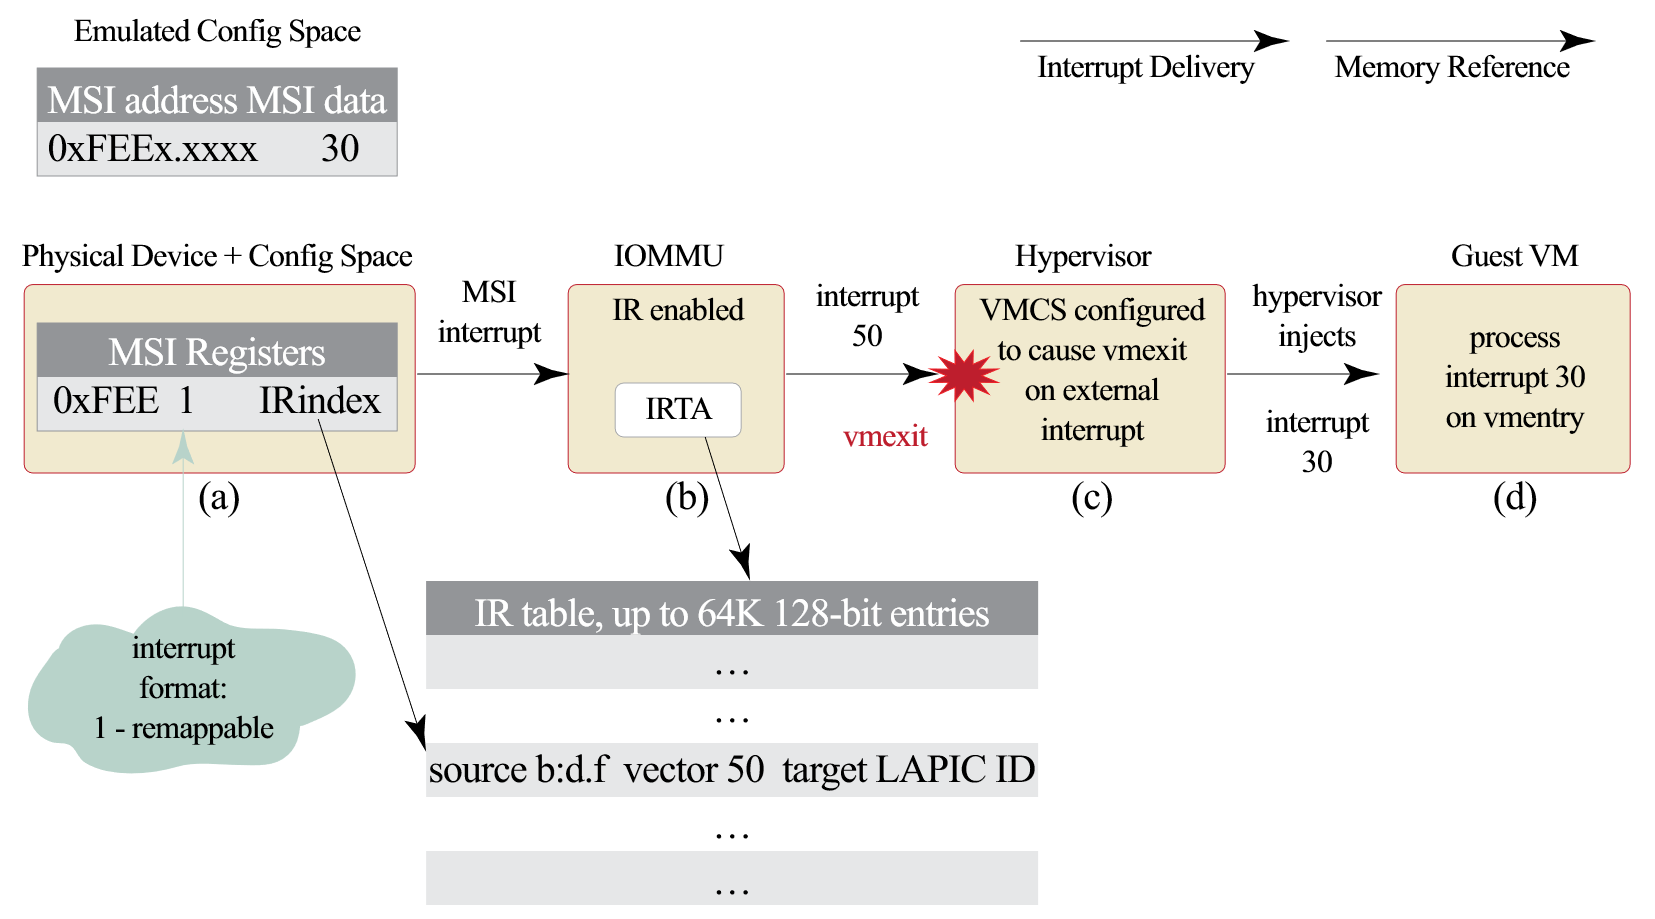 Emulated Config Space
MSI address MSI data
0xFEEx.xxxx 30
Interrupt Delivery
Memory Reference
Physical Device + Config Space
MSI Registers
0xFEE 1 IRindex
(a)
interrupt
format:
1 - remappable
MSI
interrupt
IOMMU
IR enabled
IRTA
(b)
interrupt
50
vmexit
Hypervisor
VMCS configured
to cause vmexit
on external
interrupt
(c)
hypervisor
injects
interrupt
30
Guest VM
process
interrupt 30
on vmentry
(d)
IR table, up to 64K 128-bit entries
...
...
source b:d.f vector 50 target LAPIC ID
...
...